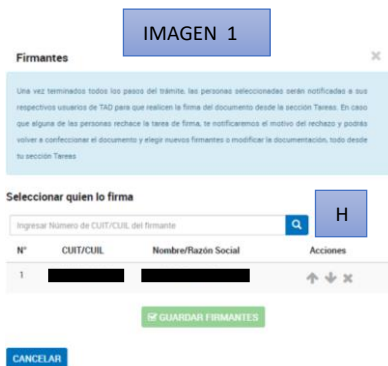 IMAGEN 1
Firmantes
Una vez terminados todos los pasos del trámite, las personas seleccionadas serán notificadas a sus
respectivos usuarios de TAD para que realicen la firma del documento desde la sección Tareas. En caso
que alguna de las personas rechace la tarea de firma, te notificaremos el motivo del rechazo y podrás
volver a confeccionar el documento y elegir nuevos firmantes o modificar la documentación, todo desde
tu sección Tareas
Seleccionar quien lo firma
H
Ingresar Número de CUIT/CUIL del firmante
N° CUIT/CUIL Nombre/Razón Social Acciones
1
GUARDAR FIRMANTES
CANCELAR